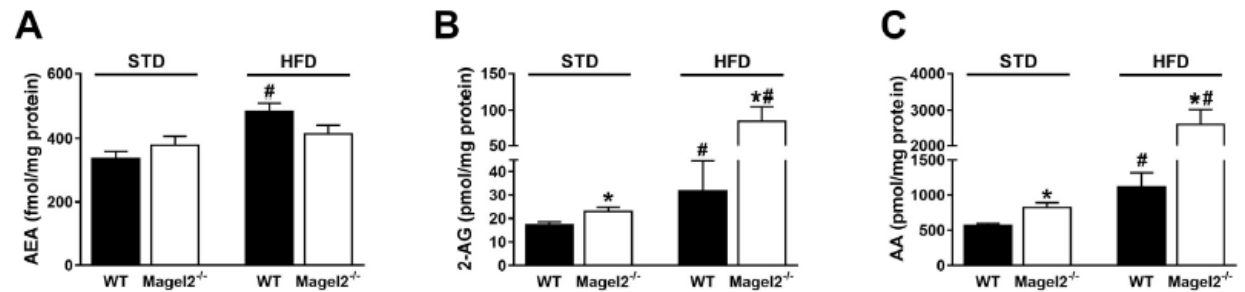 A
STD HFD
AEA (fmol/mg protein)
600
400
200
0
#
WT Magel2-/- WT Magel2-/-
B
STD HFD
2-AG (pmol/mg protein)
150
100
50
40
30
20
10
0
*
#
*#
WT Magel2-/- WT Magel2-/-
C
STD HFD
AA (pmol/mg protein)
4000
3000
2000
1500
1000
500
0
*
#
*#
WT Magel2-/- WT Magel2-/-